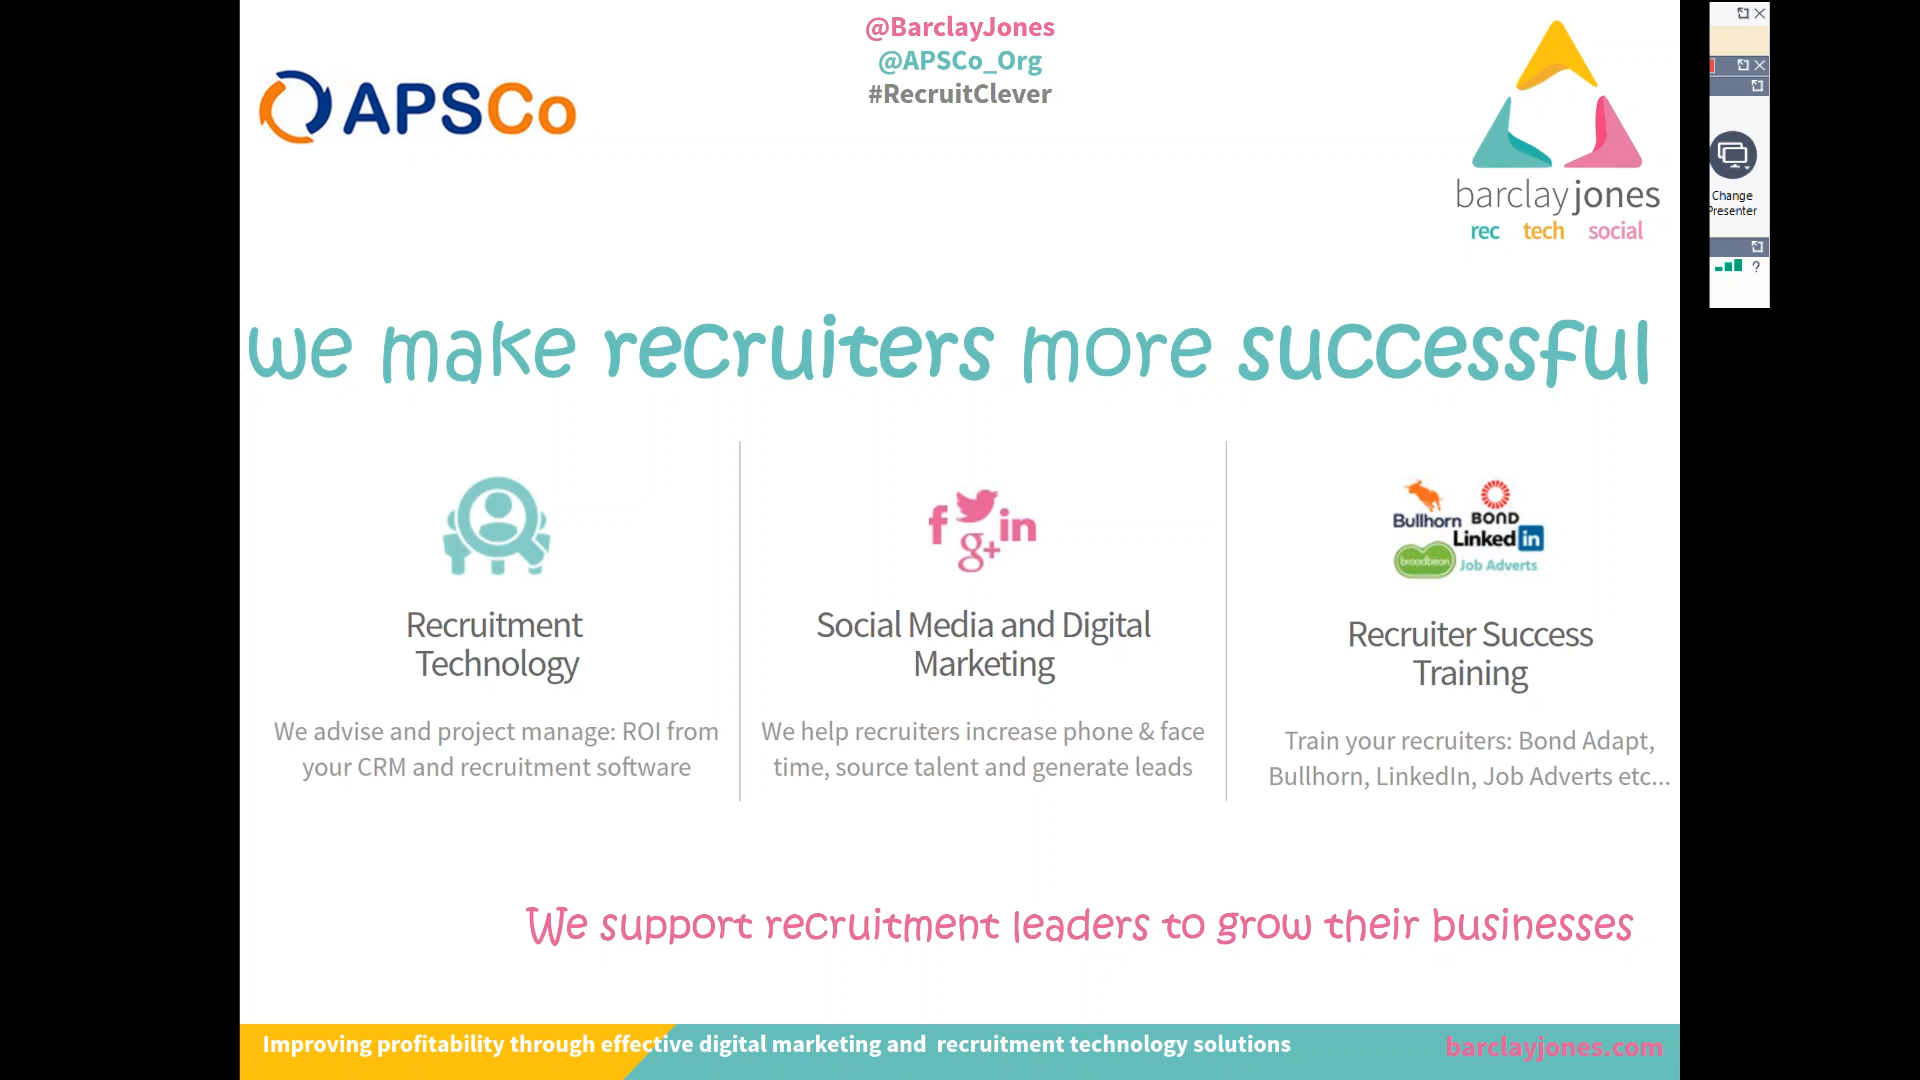 @BarclayJones
@APSCo_Org
#RecruitClever
APSCo
barclayjones
rec tech social
Change
Presenter
?
we make recruiters more successful
f in
g+
Bullhorn BOND
Linked in
broadbean Job Adverts
Recruitment
Technology
We advise and project manage: ROI from
your CRM and recruitment software
Social Media and Digital
Marketing
We help recruiters increase phone & face
time, source talent and generate leads
Recruiter Success
Training
Train your recruiters: Bond Adapt,
Bullhorn, LinkedIn, Job Adverts etc...
We support recruitment leaders to grow their businesses
Improving profitability through effective digital marketing and recruitment technology solutions
barclayjones.com